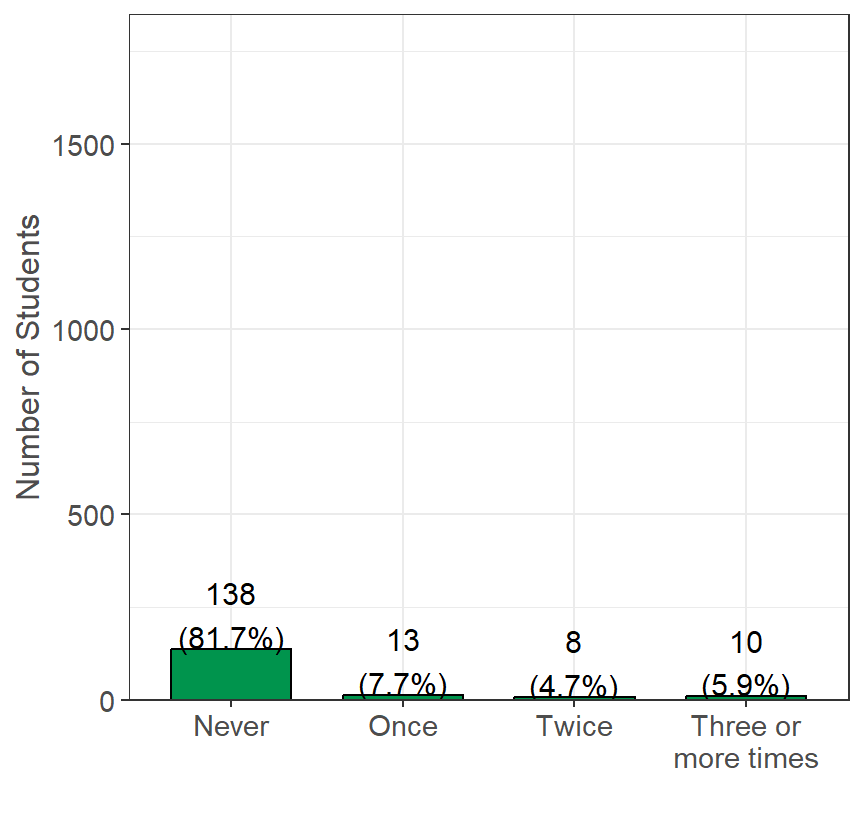 Number of Students
1500
1000
500
0
138
(81.7%)
13
(7.7%)
8
(4.7%)
10
(5.9%)
Never
Once
Twice
Three or
more times